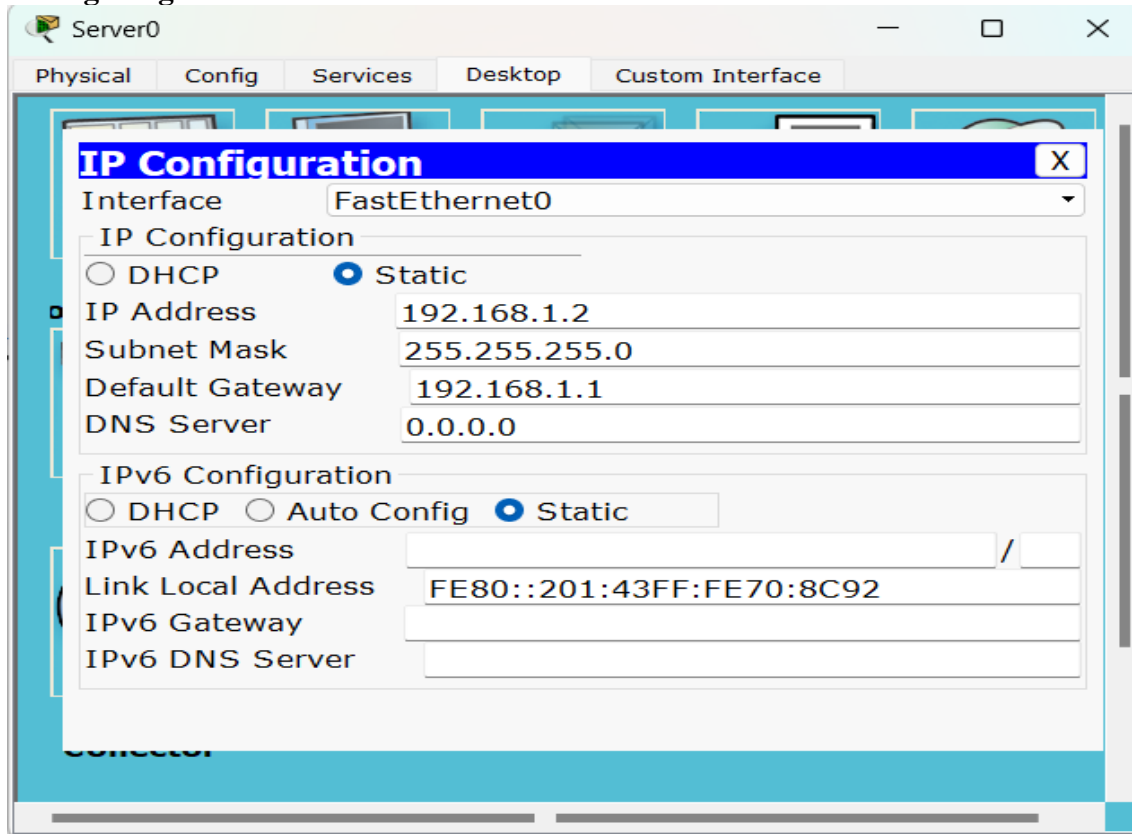 Server0
Physical Config Services Desktop Custom Interface
IP Configuration X
Interface FastEthernet0
IP Configuration
DHCP Static
IP Address 192.168.1.2
Subnet Mask 255.255.255.0
Default Gateway 192.168.1.1
DNS Server 0.0.0.0
IPv6 Configuration
DHCP Auto Config Static
IPv6 Address /
Link Local Address FE80::201:43FF:FE70:8C92
IPv6 Gateway
IPv6 DNS Server
Collector